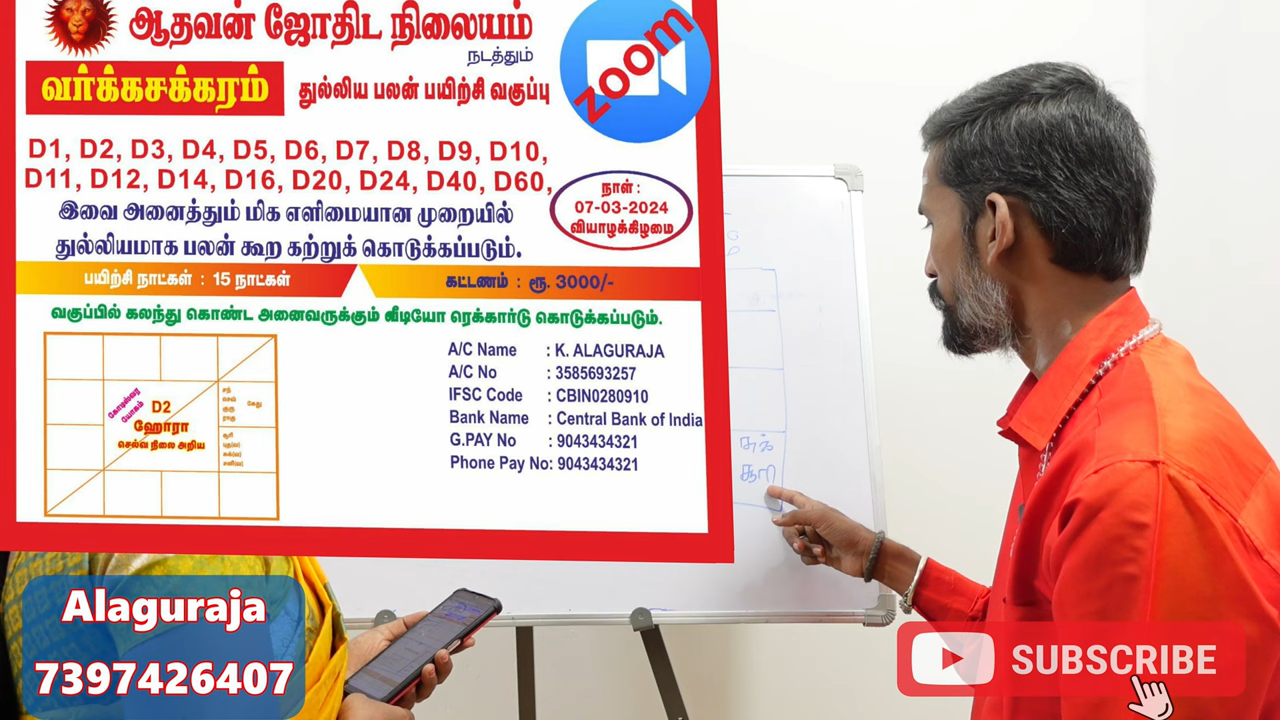 ஆதவன் ஜோதிட நிலையம்
நடத்தும்
வர்க்கசக்கரம் துல்லிய பலன் பயிற்சி வகுப்பு
zoom
D1, D2, D3, D4, D5, D6, D7, D8, D9, D10,
D11, D12, D14, D16, D20, D24, D40, D60,
இவை அனைத்தும் மிக எளிமையான முறையில்
துல்லியமாக பலன் கூற கற்றுக் கொடுக்கப்படும்.
நாள் :
07-03-2024
வியாழக்கிழமை
பயிற்சி நாட்கள் : 15 நாட்கள்
கட்டணம் : ரூ. 3000/-
வகுப்பில் கலந்து கொண்ட அனைவருக்கும் வீடியோ ரெக்கார்டு கொடுக்கப்படும்.
கோடீஸ்வர
யோகம்
D2
ஹோரா
செல்வ நிலை அறிய
சந்
செவ்
குரு
ராகு
கேது
சூரி
புத(வ)
சுக்(வ)
சனி(வ)
A/C Name : K. ALAGURAJA
A/C No : 3585693257
IFSC Code : CBIN0280910
Bank Name : Central Bank of India
G.PAY No : 9043434321
Phone Pay No: 9043434321
சுக்
சூரி
Alaguraja
7397426407
SUBSCRIBE